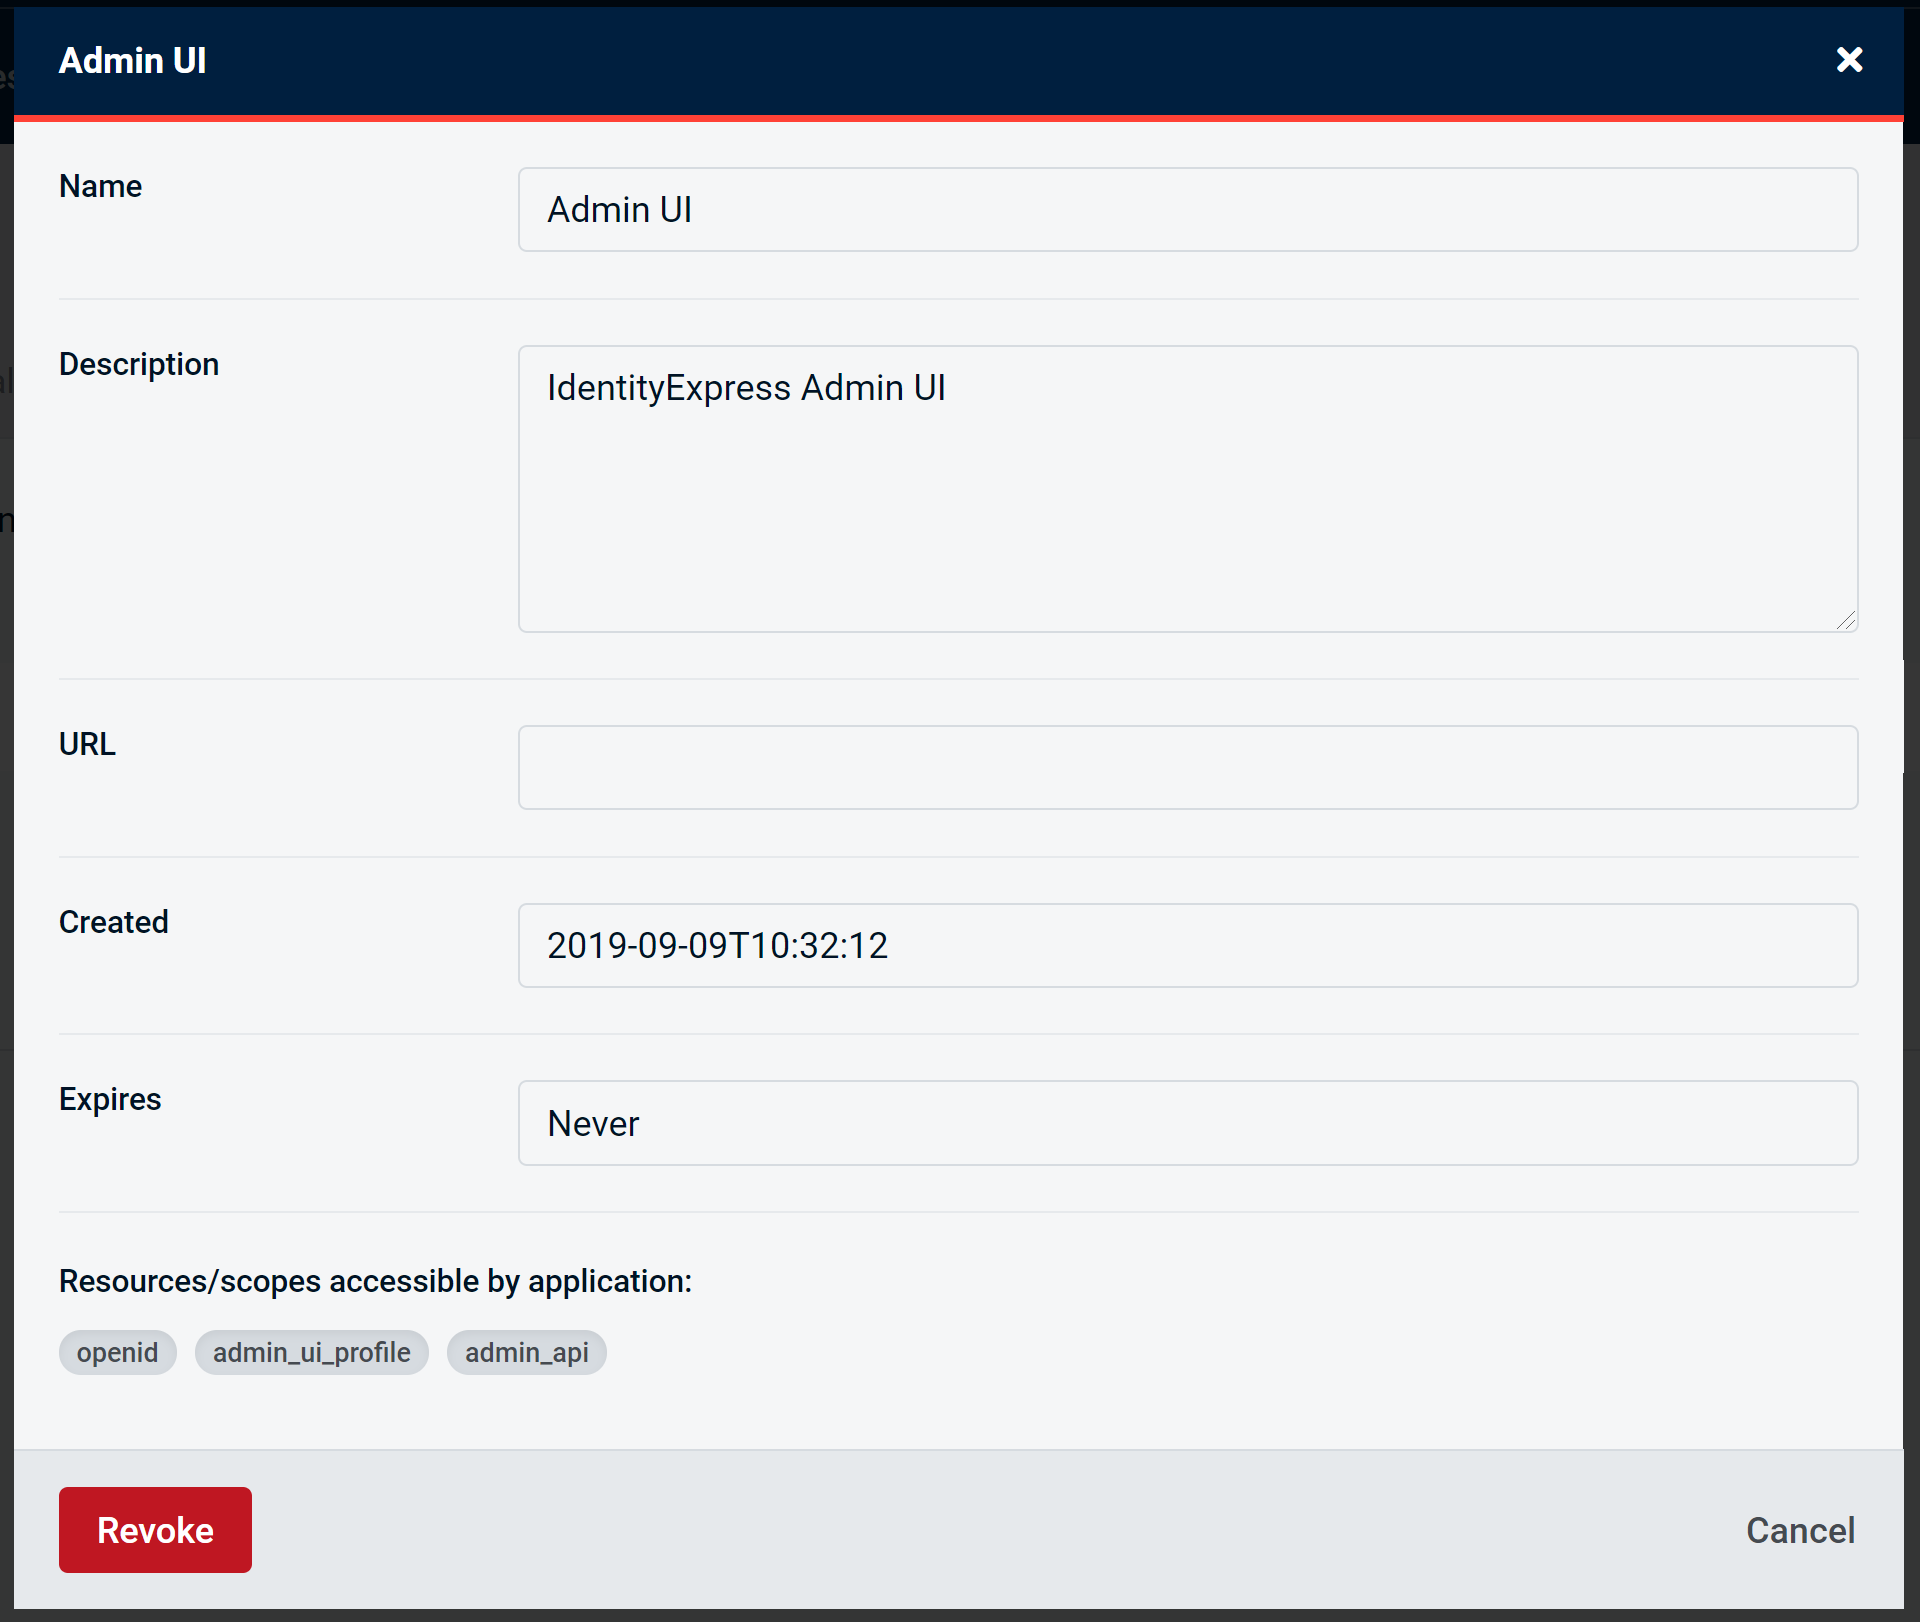 Admin UI
Name
Admin UI
Description
IdentityExpress Admin UI
URL
Created
2019-09-09T10:32:12
Expires
Never
Resources/scopes accessible by application:
openid admin_ui_profile admin_api
Revoke Cancel